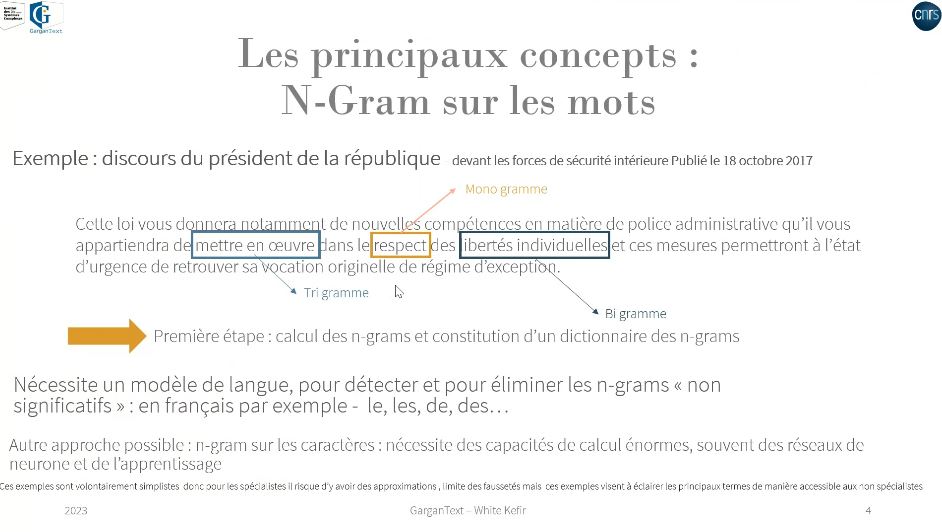 Institut
des
Systèmes
Complexes
G
GarganText
cnrs
Les principaux concepts :
N-Gram sur les mots
Exemple : discours du président de la république devant les forces de sécurité intérieure Publié le 18 octobre 2017
Mono gramme
Cette loi vous donnera notamment de nouvelles compétences en matière de police administrative qu'il vous
appartiendra de mettre en œuvre dans le respect des libertés individuelles et ces mesures permettront à l'état
d'urgence de retrouver sa vocation originelle de régime d'exception.
Tri gramme
Bi gramme
Première étape : calcul des n-grams et constitution d'un dictionnaire des n-grams
Nécessite un modèle de langue, pour détecter et pour éliminer les n-grams « non
significatifs » : en français par exemple - le, les, de, des…
Autre approche possible : n-gram sur les caractères : nécessite des capacités de calcul énormes, souvent des réseaux de
neurone et de l'apprentissage
Ces exemples sont volontairement simplistes donc pour les spécialistes il risque d'y avoir des approximations , limite des faussetés mais ces exemples visent à éclairer les principaux termes de manière accessible aux non spécialistes
2023
GarganText – White Kefir
4